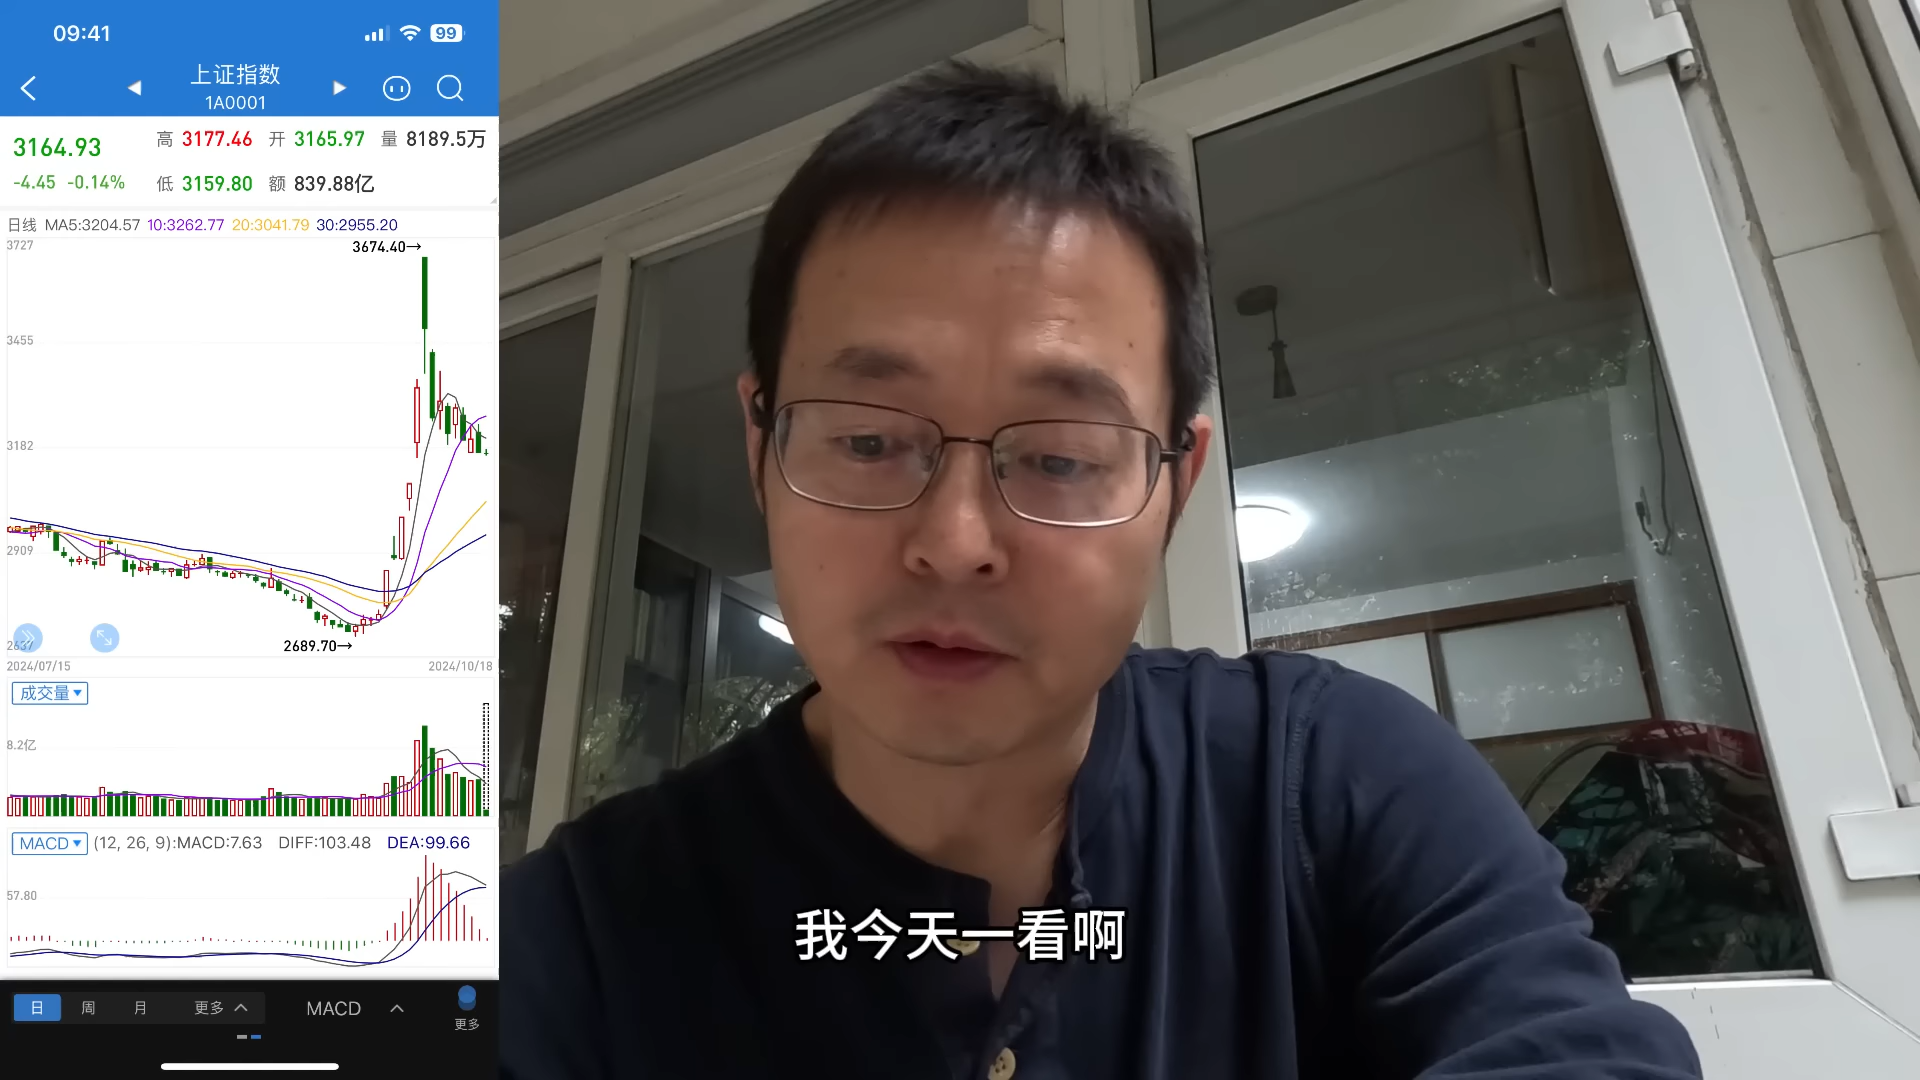 09:41
99
上证指数
1A0001
3164.93
-4.45 -0.14%
高 3177.46 开 3165.97 量 8189.5万
低 3159.80 额 839.88亿
日线 MA5:3204.57 10:3262.77 20:3041.79 30:2955.20
3727
3674.40→
3455
3182
2909
2689.70→
2637
2024/07/15 2024/10/18
成交量
8.2亿
MACD (12, 26, 9):MACD:7.63 DIFF:103.48 DEA:99.66
57.80
日 周 月 更多 MACD 更多
我今天一看啊